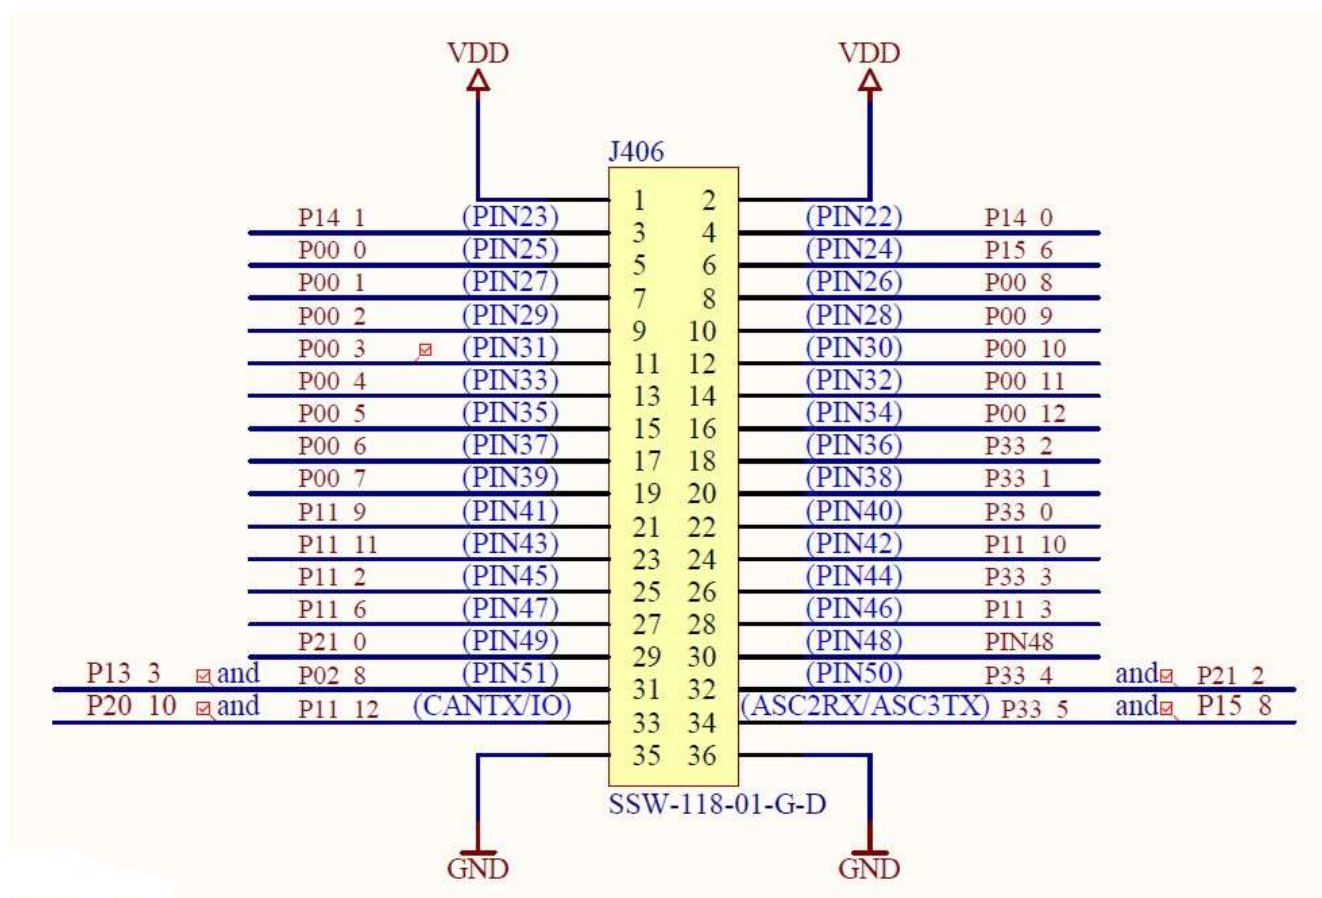 VDD VDD
J406
1 2
P14 1 (PIN23) (PIN22) P14 0
3 4
P00 0 (PIN25) (PIN24) P15 6
5 6
P00 1 (PIN27) (PIN26) P00 8
7 8
P00 2 (PIN29) (PIN28) P00 9
9 10
P00 3 (PIN31) (PIN30) P00 10
11 12
P00 4 (PIN33) (PIN32) P00 11
13 14
P00 5 (PIN35) (PIN34) P00 12
15 16
P00 6 (PIN37) (PIN36) P33 2
17 18
P00 7 (PIN39) (PIN38) P33 1
19 20
P11 9 (PIN41) (PIN40) P33 0
21 22
P11 11 (PIN43) (PIN42) P11 10
23 24
P11 2 (PIN45) (PIN44) P33 3
25 26
P11 6 (PIN47) (PIN46) P11 3
27 28
P21 0 (PIN49) (PIN48) PIN48
29 30
P13 3 and P02 8 (PIN51) (PIN50) P33 4 and P21 2
31 32
P20 10 and P11 12 (CANTX/IO) (ASC2RX/ASC3TX) P33 5 and P15 8
33 34
35 36
SSW-118-01-G-D
GND GND